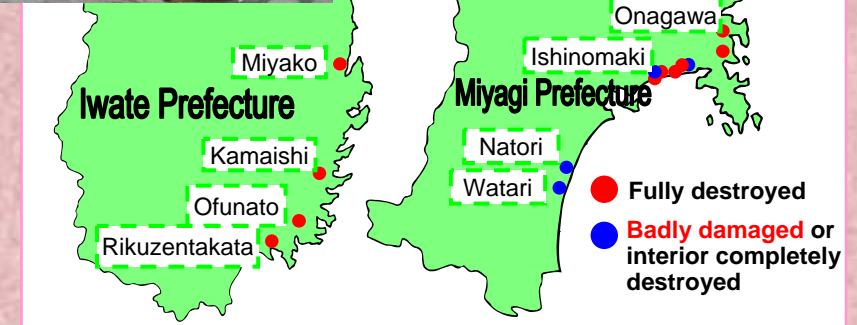 Onagawa
Ishinomaki
Miyako
Iwate Prefecture
Miyagi Prefecture
Kamaishi
Natori
Watari
Ofunato
Rikuzentakata
Fully destroyed
Badly damaged or
interior completely
destroyed